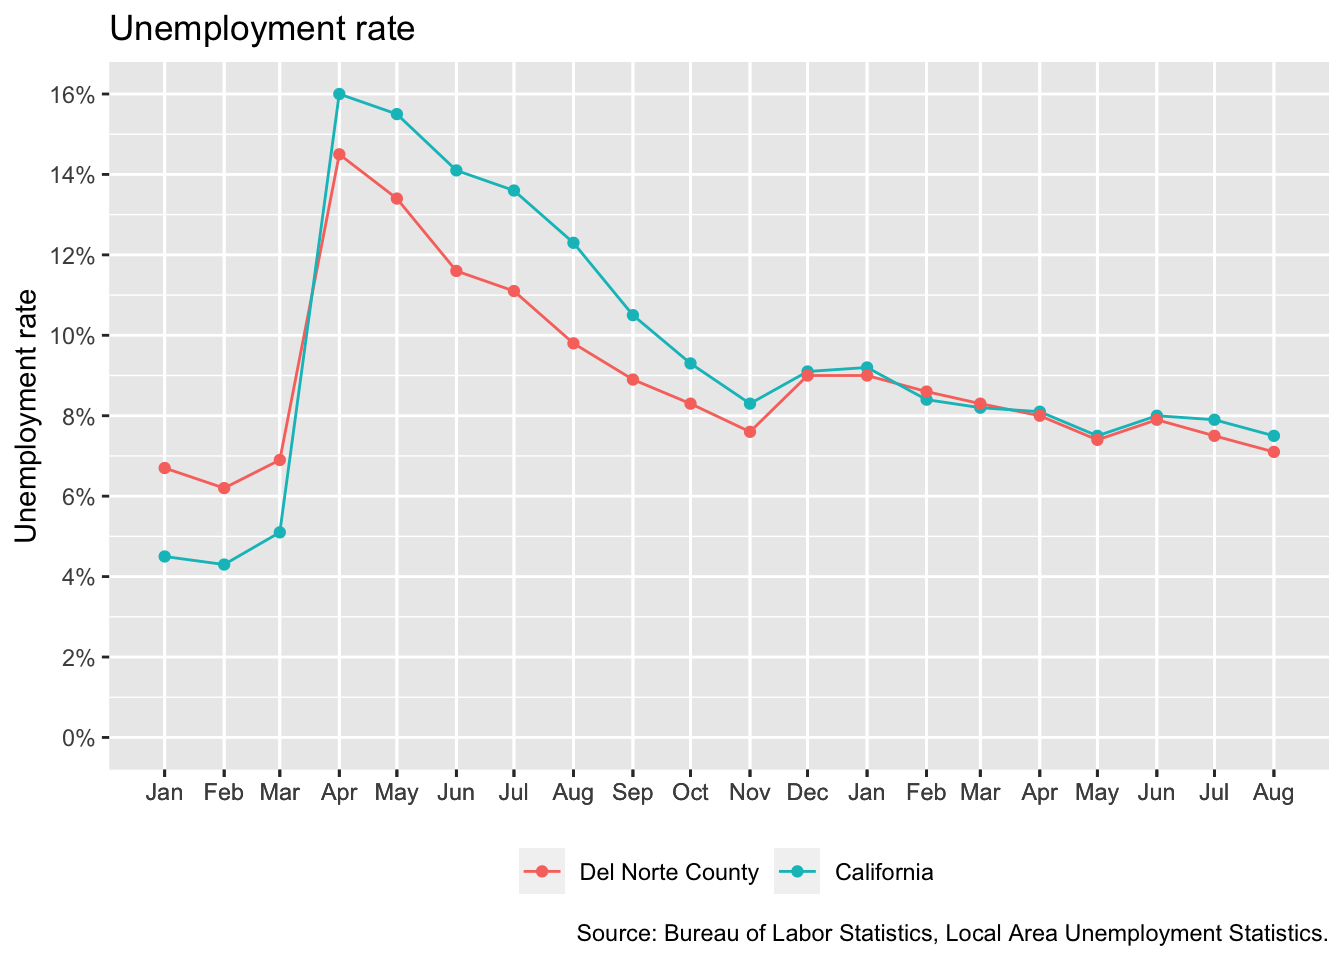 Unemployment rate
Unemployment rate
16%
14%
12%
10%
8%
6%
4%
2%
0%
Jan Feb Mar Apr May Jun Jul Aug Sep Oct Nov Dec Jan Feb Mar Apr May Jun Jul Aug
Del Norte County California
Source: Bureau of Labor Statistics, Local Area Unemployment Statistics.